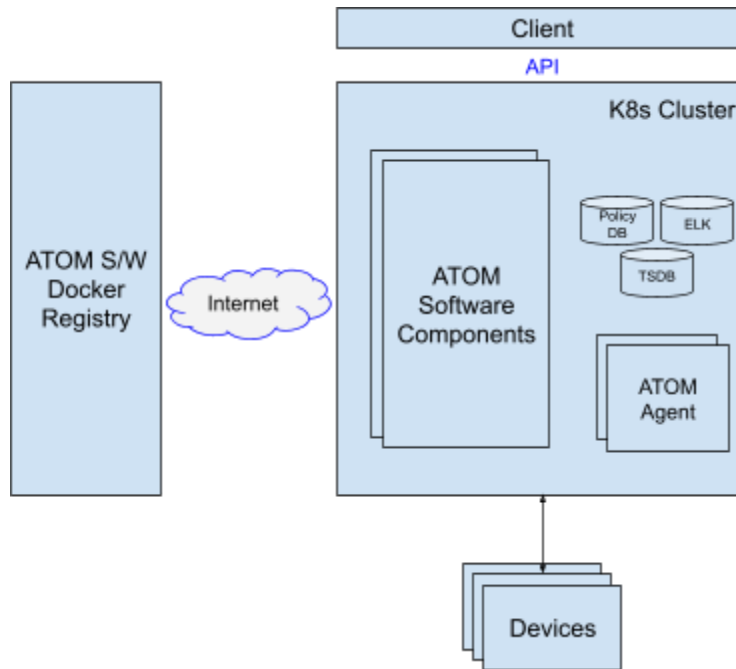 Client
API
K8s Cluster
ATOM S/W
Docker
Registry
Internet
ATOM
Software
Components
Policy
DB
ELK
TSDB
ATOM
Agent
Devices